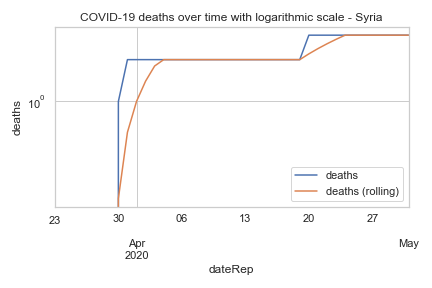 COVID-19 deaths over time with logarithmic scale - Syria
deaths
10⁰
deaths
deaths (rolling)
23 30 06 13 20 27
Apr May
2020
dateRep